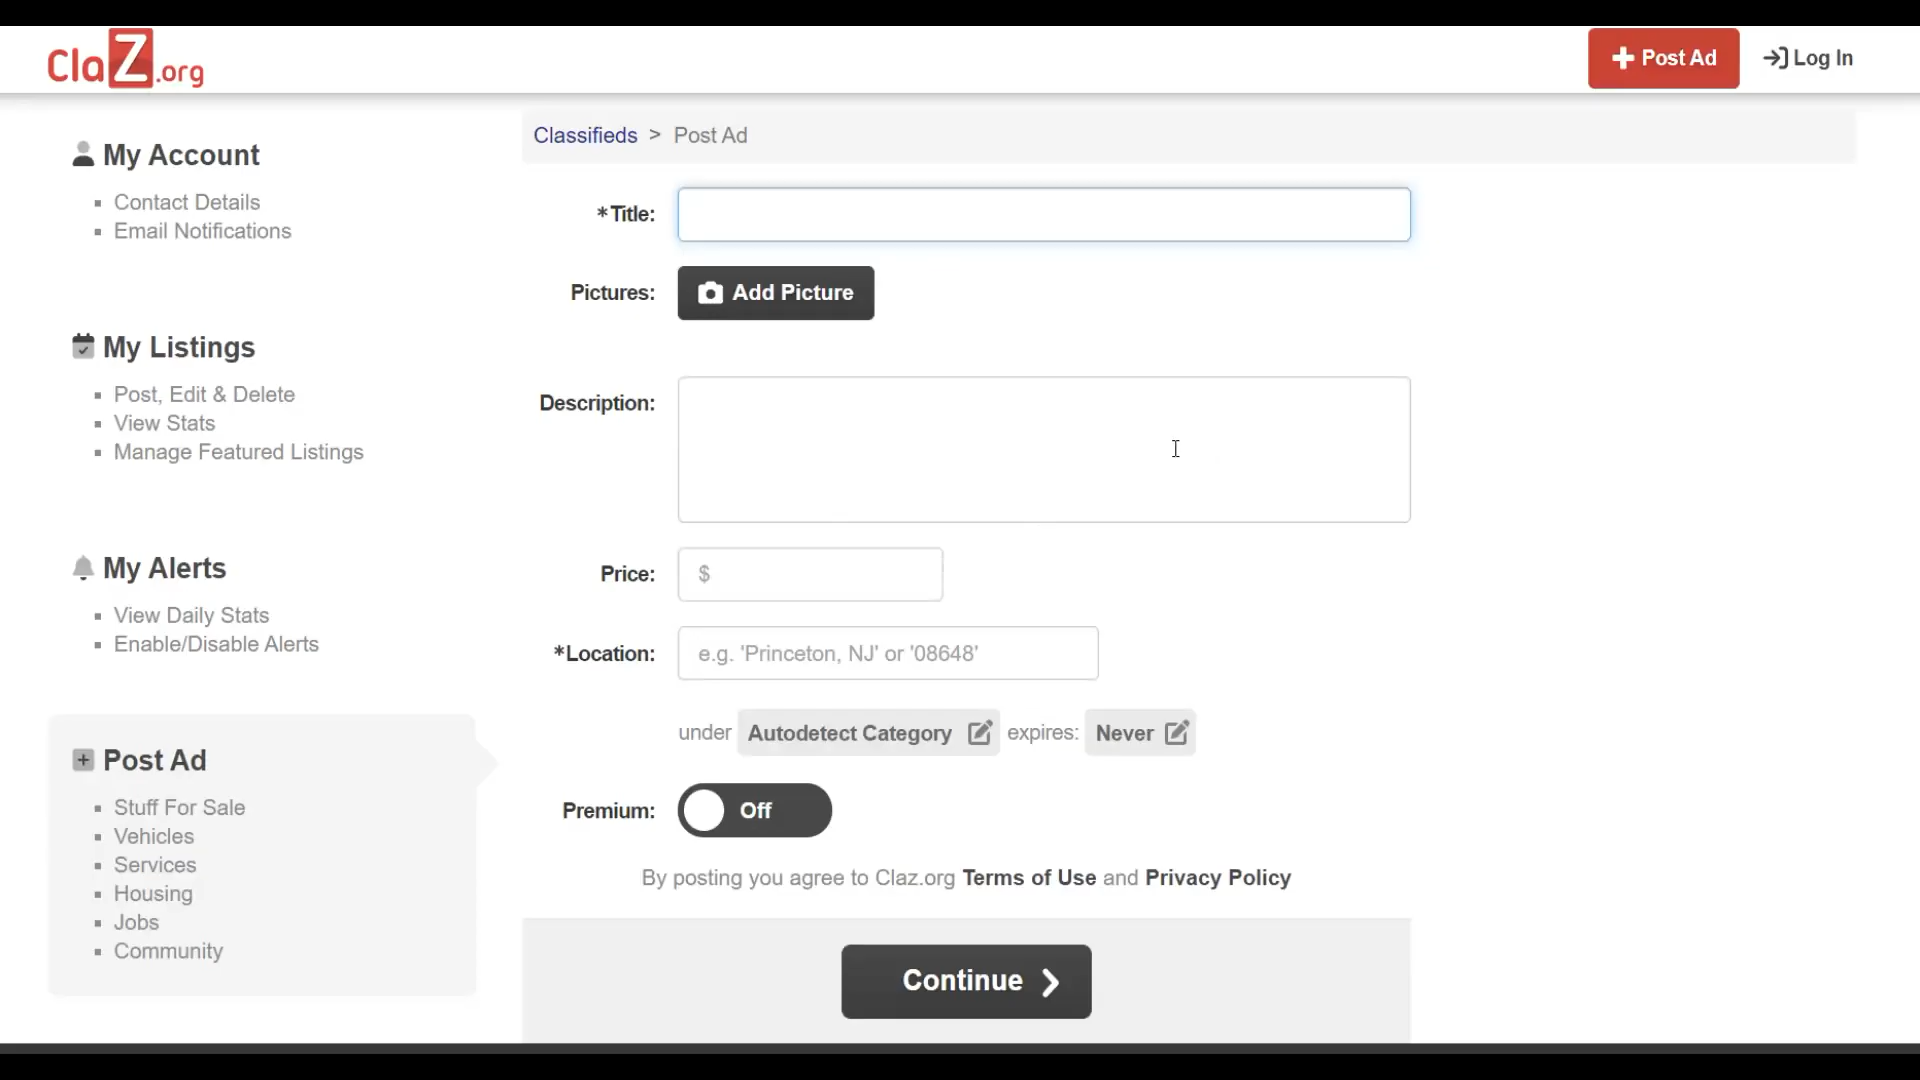 ClaZ.org
Post Ad
Log In
My Account
Contact Details
Email Notifications
My Listings
Post, Edit & Delete
View Stats
Manage Featured Listings
My Alerts
View Daily Stats
Enable/Disable Alerts
Post Ad
Stuff For Sale
Vehicles
Services
Housing
Jobs
Community
Classifieds > Post Ad
*Title:
Pictures: Add Picture
Description:
Price: $
*Location: e.g. 'Princeton, NJ' or '08648'
under Autodetect Category expires: Never
Premium: Off
By posting you agree to Claz.org Terms of Use and Privacy Policy
Continue